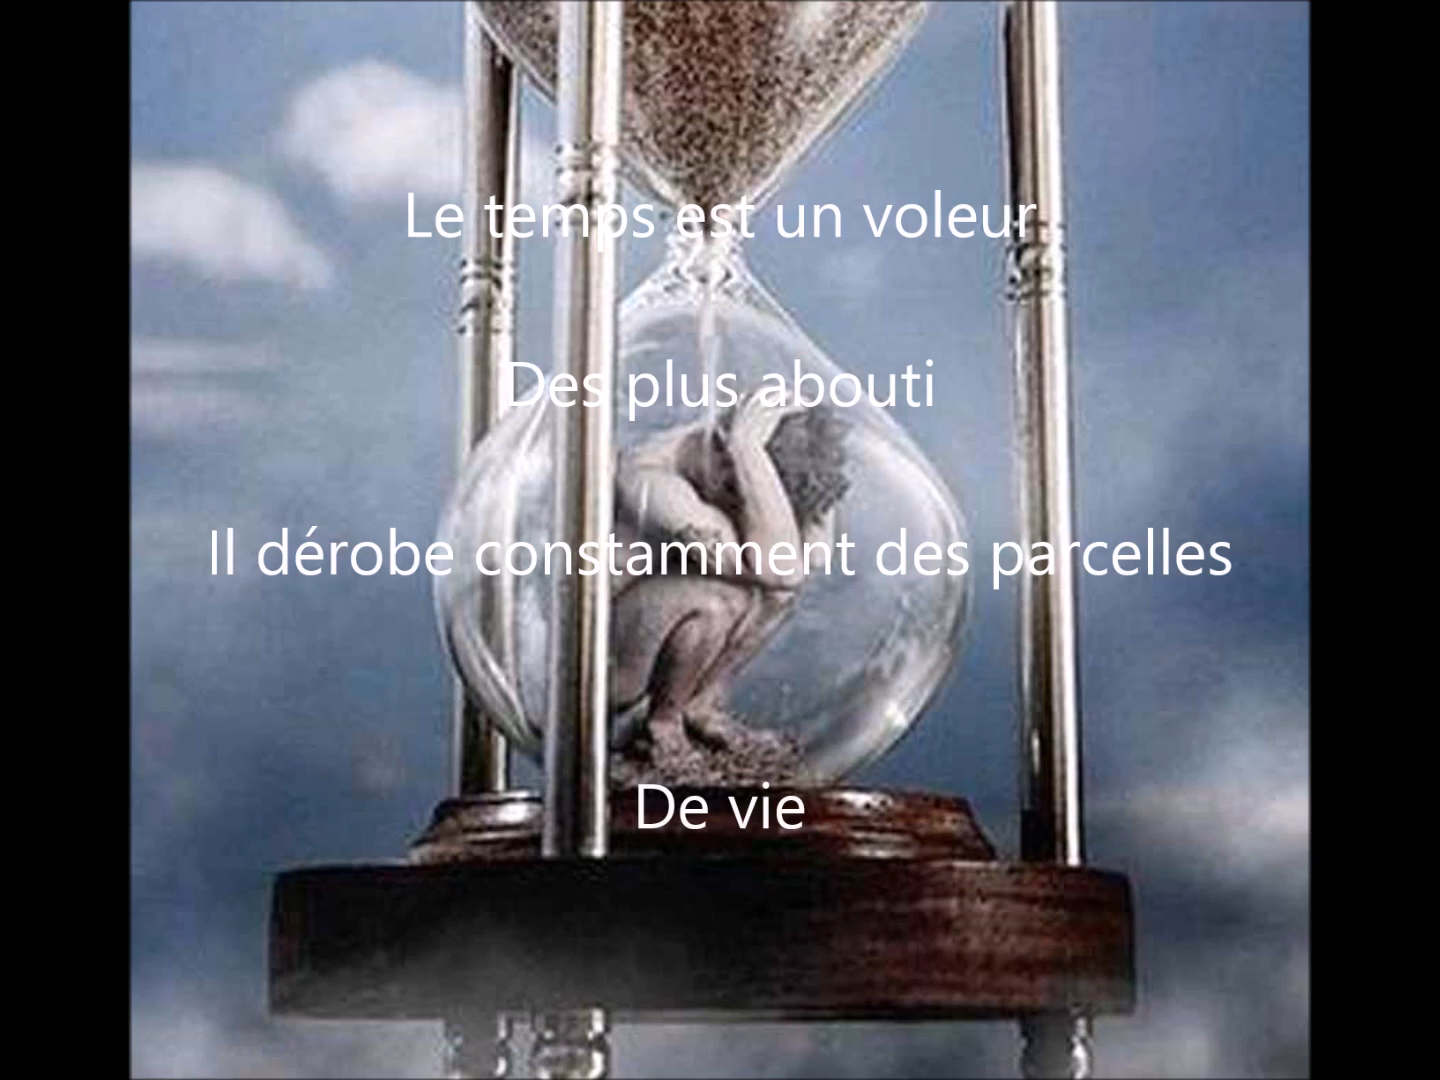 Le temps est un voleur
Des plus abouti
Il dérobe constamment des parcelles
De vie